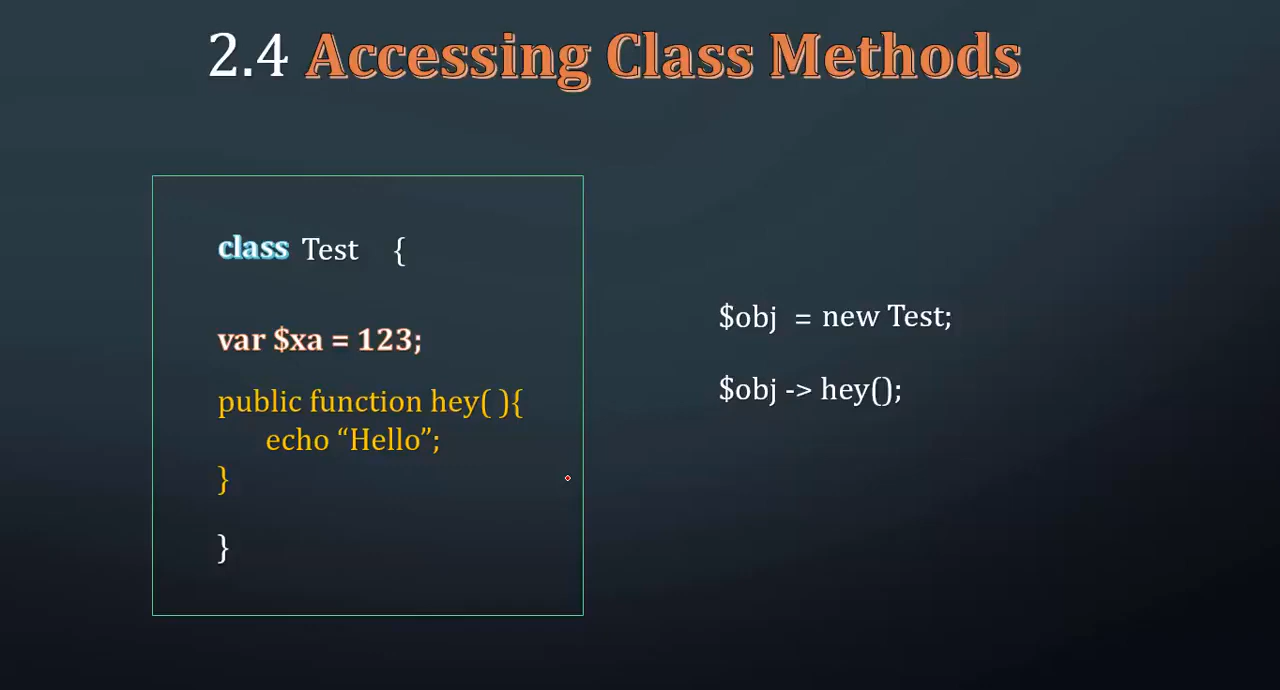 2.4 Accessing Class Methods
class Test {
var $xa = 123;
public function hey( ){
echo “Hello”;
}
}
$obj = new Test;
$obj -> hey();